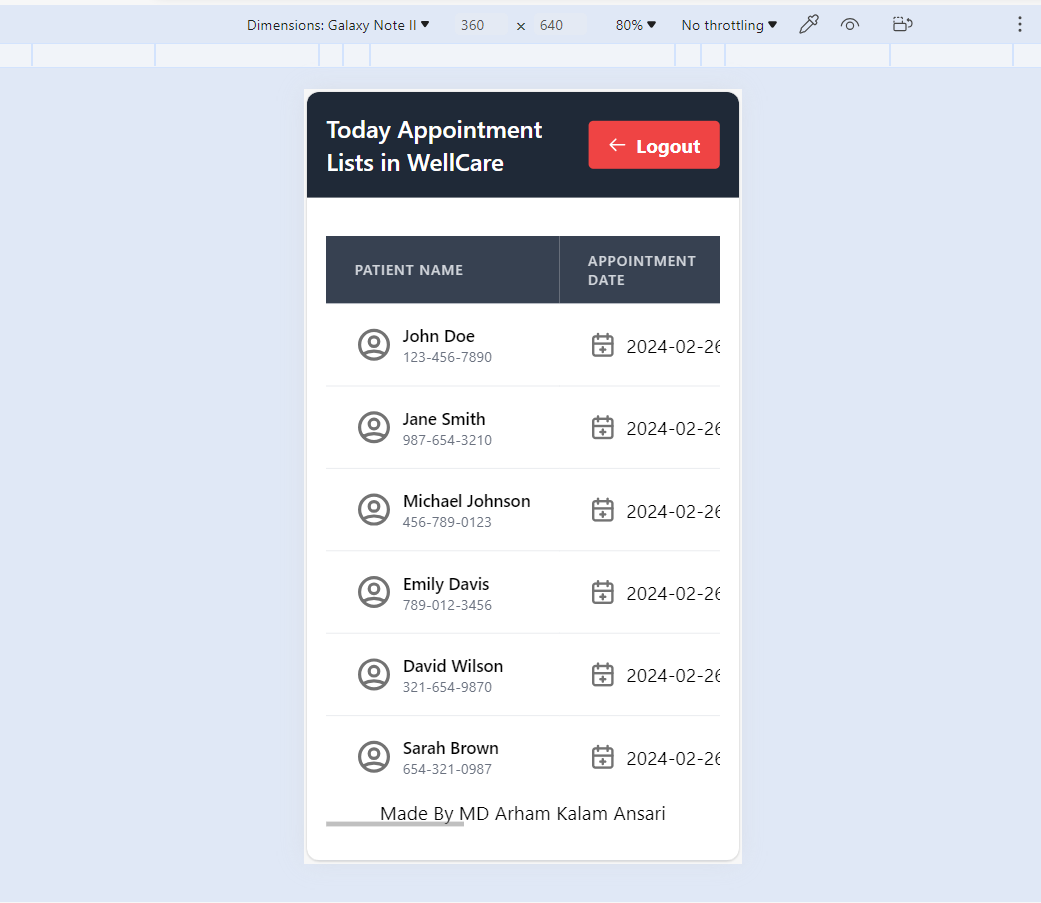 Dimensions: Galaxy Note II 360 × 640 80% No throttling
Today Appointment
Lists in WellCare
Logout
PATIENT NAME
APPOINTMENT
DATE
John Doe
123-456-7890
2024-02-26
Jane Smith
987-654-3210
2024-02-26
Michael Johnson
456-789-0123
2024-02-26
Emily Davis
789-012-3456
2024-02-26
David Wilson
321-654-9870
2024-02-26
Sarah Brown
654-321-0987
2024-02-26
Made By MD Arham Kalam Ansari